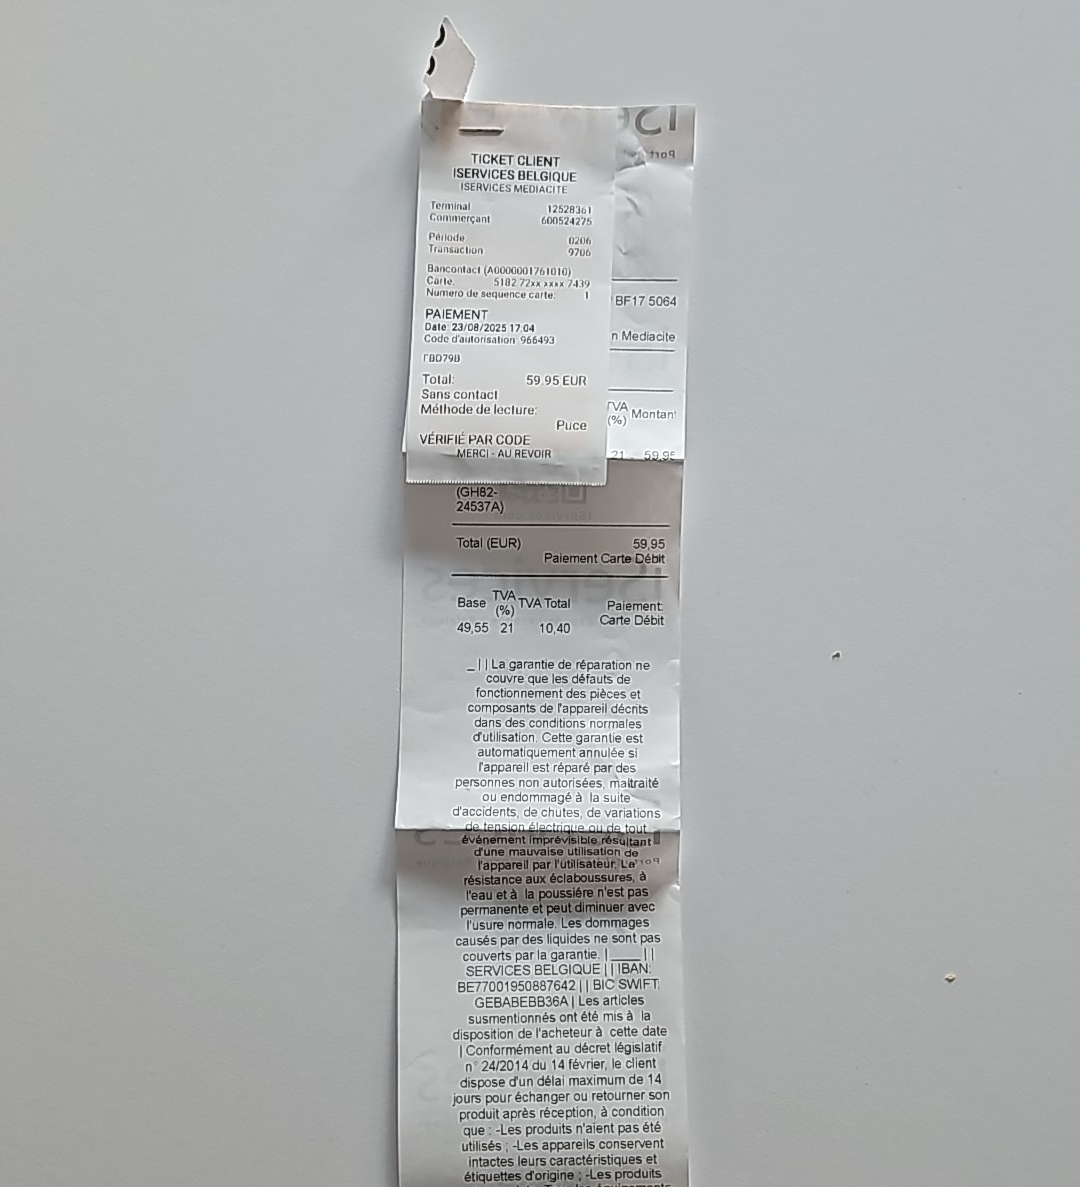 TICKET CLIENT
ISERVICES BELGIQUE
ISERVICES MEDIACITE
Terminal 12528361
Commerçant 600524275
Période 0206
Transaction 9706
Bancontact (A0000001761010)
Carte: 5182 72xx xxxx 7439
Numero de sequence carte: 1
PAIEMENT
Date: 23/08/2025 17:04
Code d'autorisation: 966493
Total: 59.95 EUR
Sans contact
Méthode de lecture:
Puce
VÉRIFIÉ PAR CODE
MERCI - AU REVOIR
BF17 5064
n Mediacite
TVA
(%) Montant
21 59,95
(GH82-
24537A)
Total (EUR) 59,95
Paiement Carte Débit
Base TVA (%) TVA Total Paiement:
Carte Débit
49,55 21 10,40
_| | La garantie de réparation ne
couvre que les défauts de
fonctionnement des pièces et
composants de l'appareil décrits
dans des conditions normales
d'utilisation. Cette garantie est
automatiquement annulée si
l'appareil est réparé par des
personnes non autorisées, maltraité
ou endommagé à la suite
d'accidents, de chutes, de variations
de tension électrique ou de tout
événement imprévisible résultant
d'une mauvaise utilisation de
l'appareil par l'utilisateur. La
résistance aux éclaboussures, à
l'eau et à la poussiére n'est pas
permanente et peut diminuer avec
l'usure normale. Les dommages
causés par des liquides ne sont pas
couverts par la garantie. |____ | |
SERVICES BELGIQUE | | IBAN:
BE77001950887642 | | BIC SWIFT:
GEBABEBB36A | Les articles
susmentionnés ont été mis à la
disposition de l'acheteur à cette date
| Conformément au décret législatif
n° 24/2014 du 14 février, le client
dispose d'un délai maximum de 14
jours pour échanger ou retourner son
produit après réception, à condition
que : -Les produits n'aient pas été
utilisés ; -Les appareils conservent
intactes leurs caractéristiques et
étiquettes d'origine ; -Les produits